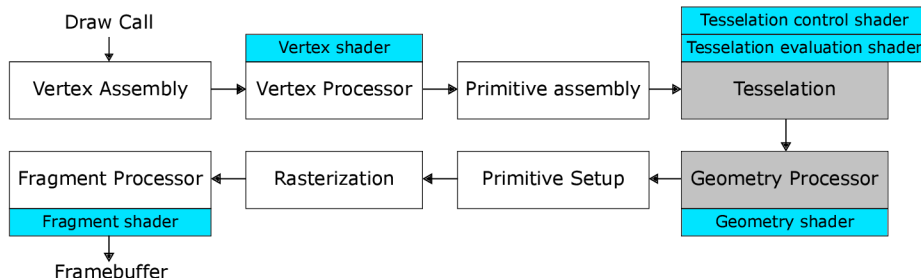 Draw Call
Tesselation control shader
Vertex shader
Tesselation evaluation shader
Vertex Assembly
Vertex Processor
Primitive assembly
Tesselation
Fragment Processor
Rasterization
Primitive Setup
Geometry Processor
Fragment shader
Geometry shader
Framebuffer